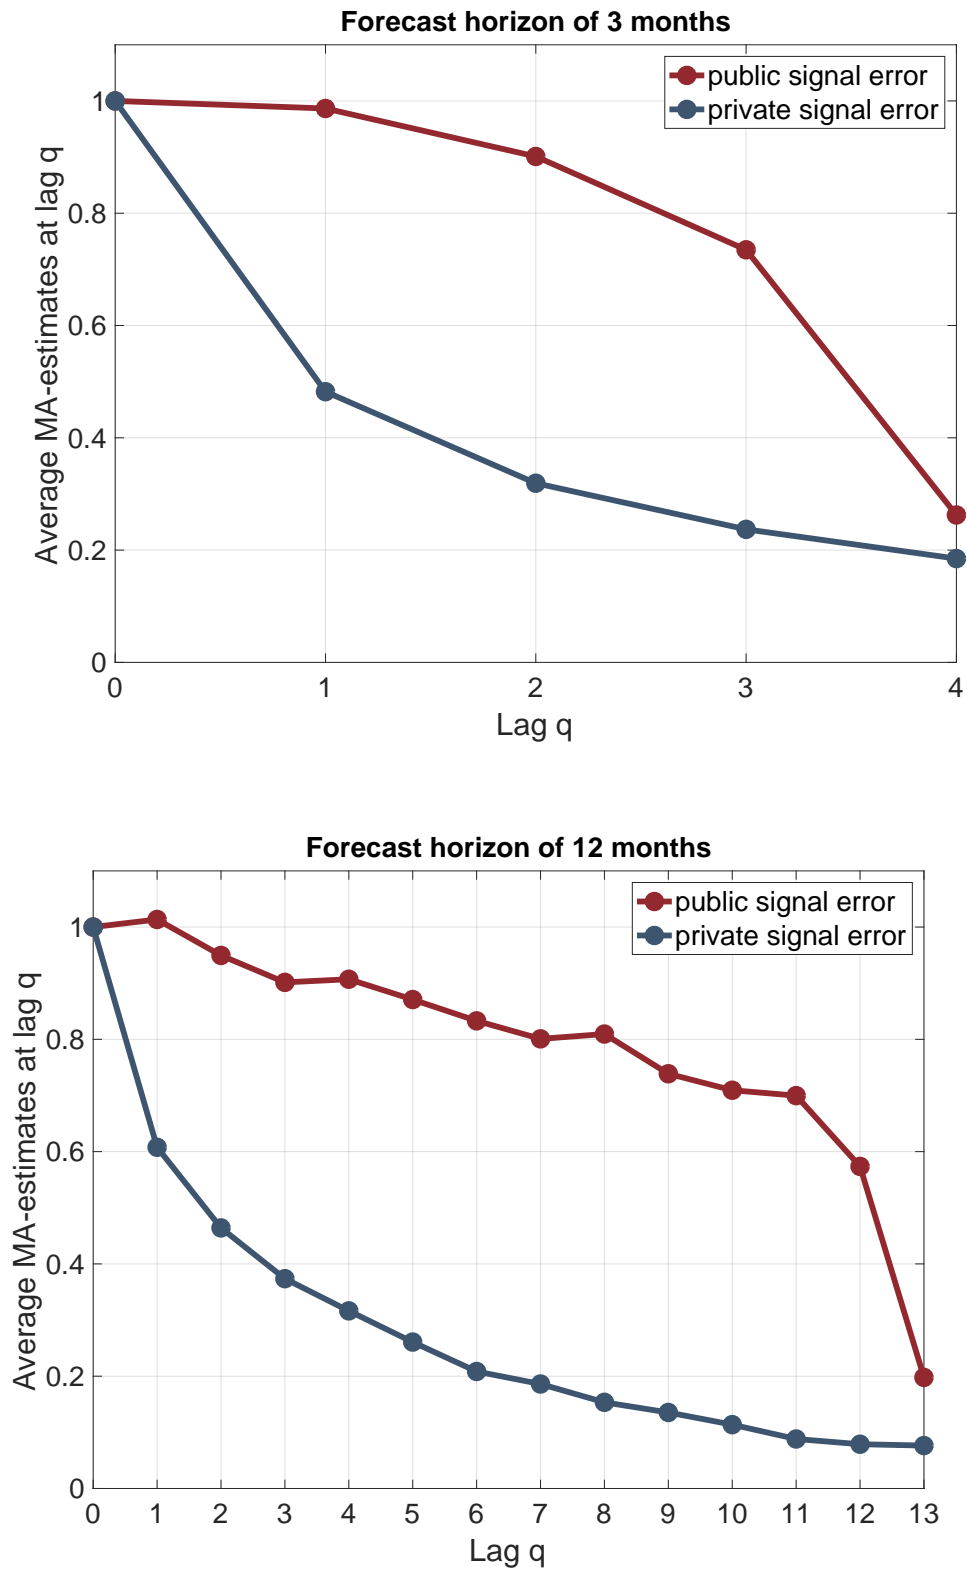 Forecast horizon of 3 months
public signal error
private signal error
Average MA-estimates at lag q
1
0.8
0.6
0.4
0.2
0
0 1 2 3 4
Lag q
Forecast horizon of 12 months
public signal error
private signal error
Average MA-estimates at lag q
1
0.8
0.6
0.4
0.2
0
0 1 2 3 4 5 6 7 8 9 10 11 12 13
Lag q